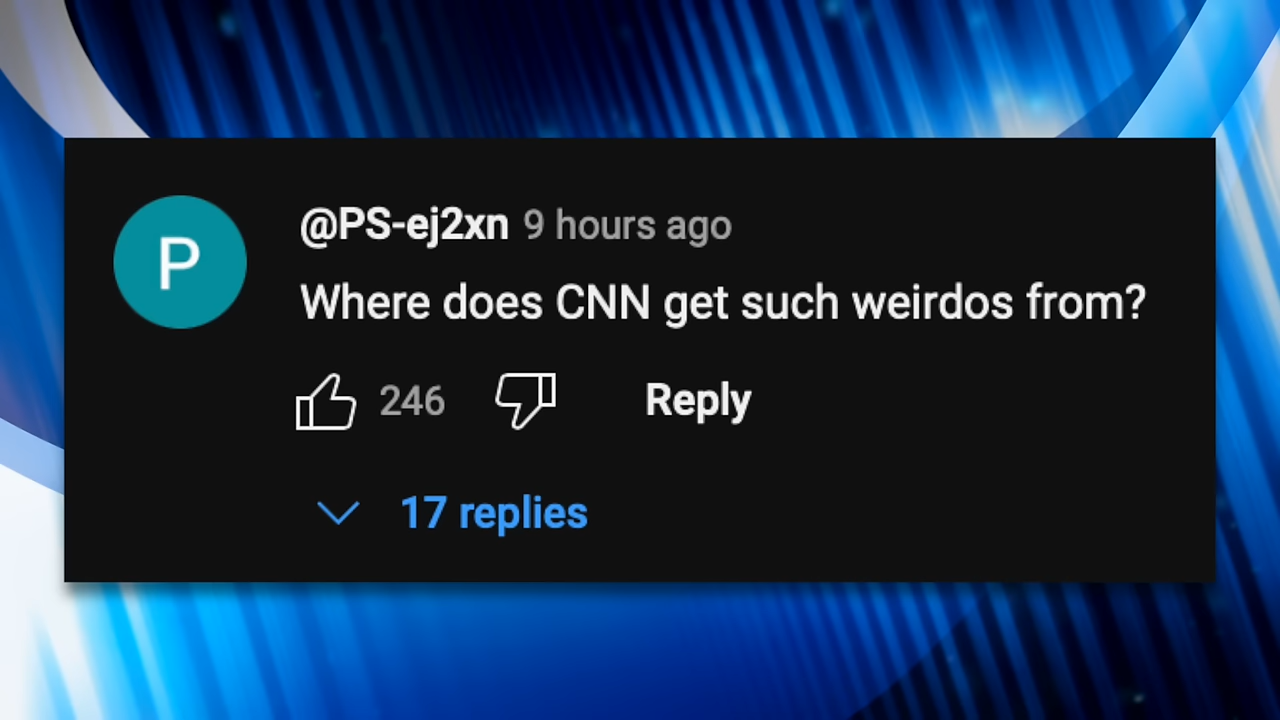 P
@PS-ej2xn 9 hours ago
Where does CNN get such weirdos from?
246 Reply
17 replies